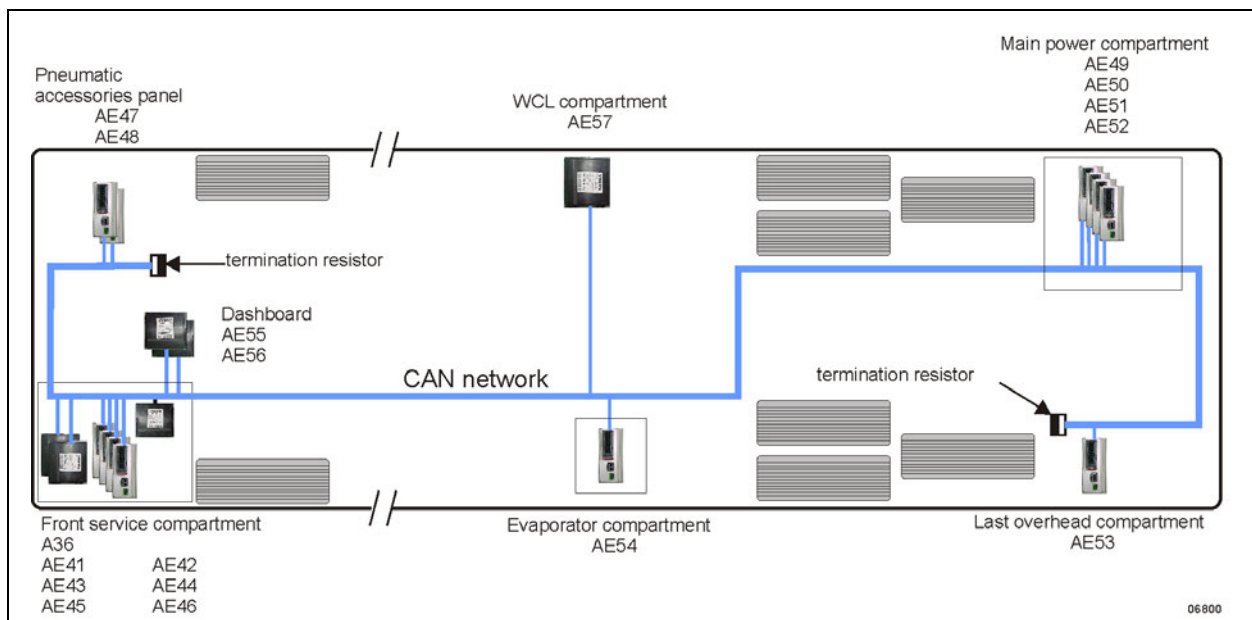 Main power compartment
AE49
AE50
AE51
AE52
Pneumatic
accessories panel
AE47
AE48
WCL compartment
AE57
termination resistor
Dashboard
AE55
AE56
CAN network
termination resistor
Front service compartment
A36
AE41 AE42
AE43 AE44
AE45 AE46
Evaporator compartment
AE54
Last overhead compartment
AE53
06800